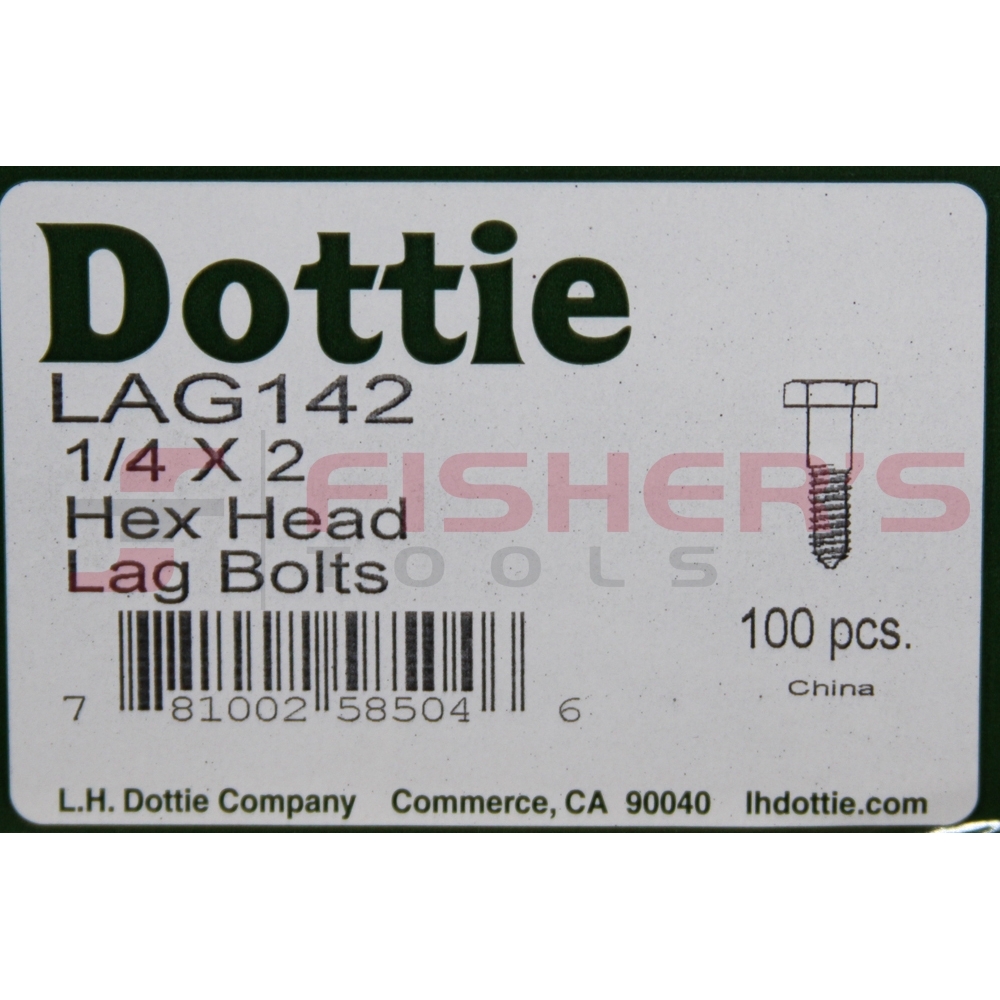 Dottie
LAG142
1/4 X 2
Hex Head
Lag Bolts
FISHER'S
TOOLS
7 81002 58504 6
100 pcs.
China
L.H. Dottie Company Commerce, CA 90040 lhdottie.com